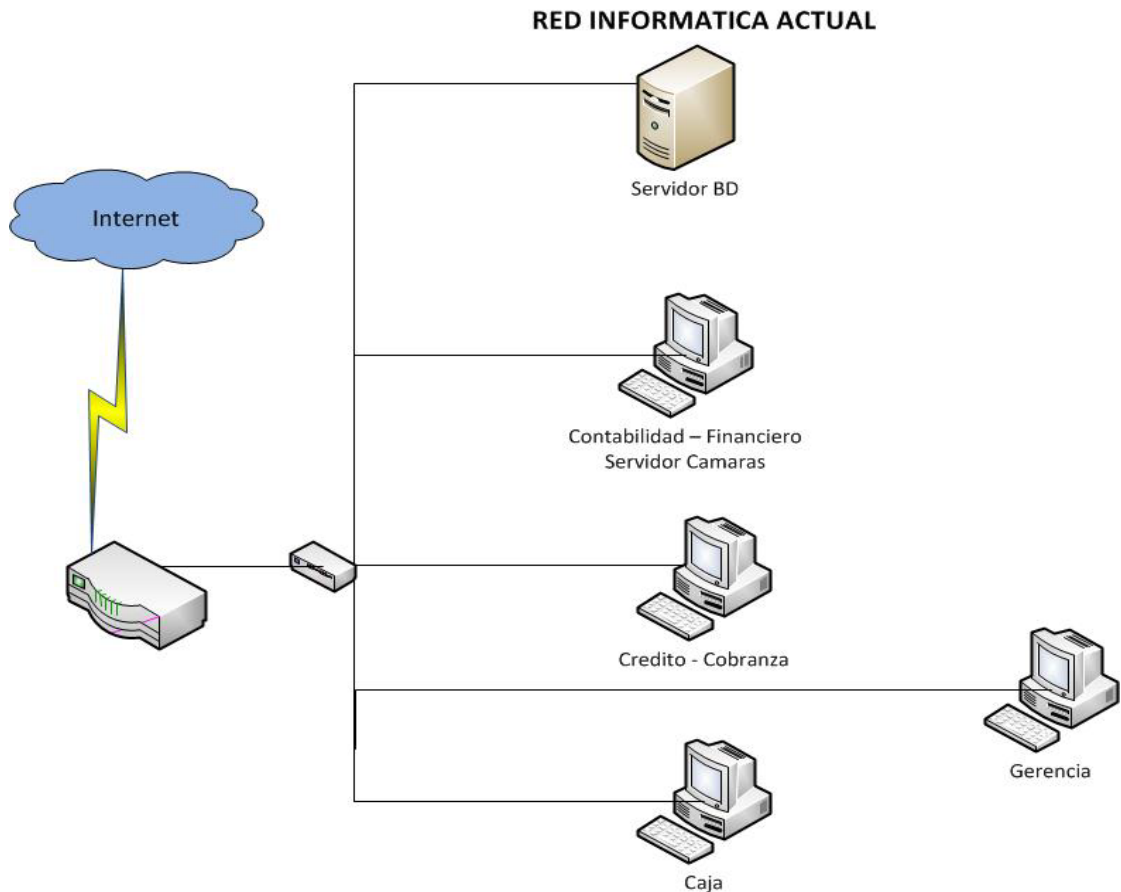 RED INFORMATICA ACTUAL
Servidor BD
Internet
Contabilidad – Financiero
Servidor Camaras
Credito - Cobranza
Gerencia
Caja